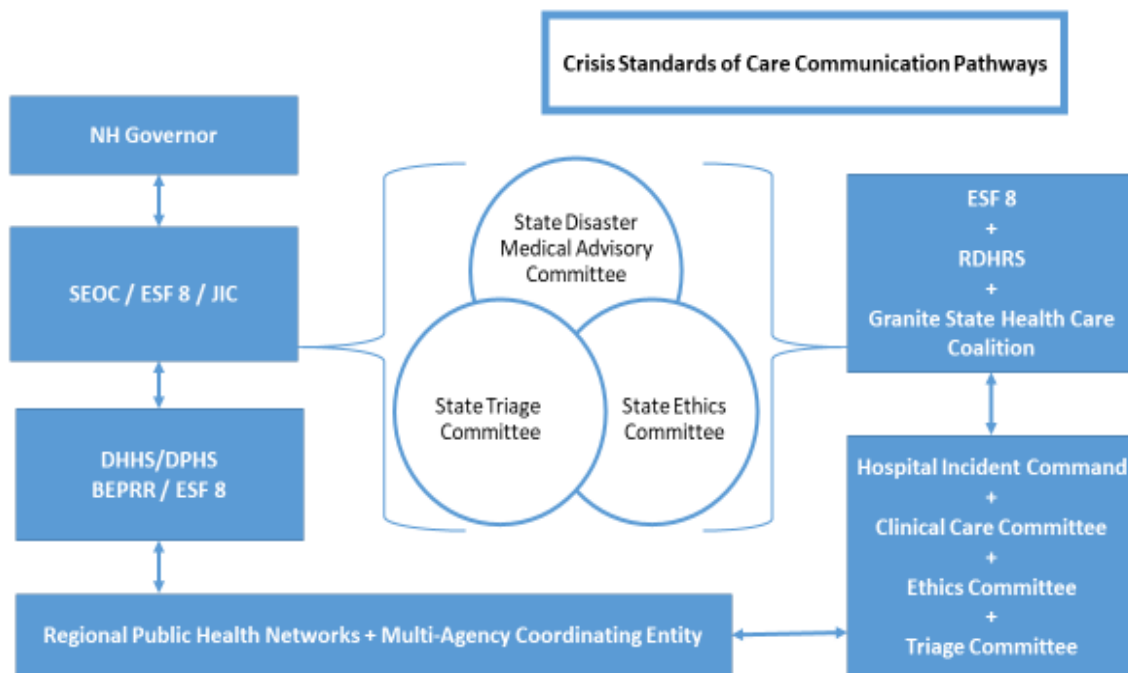 Crisis Standards of Care Communication Pathways
NH Governor
SEOC / ESF 8 / JIC
DHHS/DPHS
BEPRR / ESF 8
State Disaster
Medical Advisory
Committee
State Triage
Committee
State Ethics
Committee
ESF 8
+
RDHRS
+
Granite State Health Care
Coalition
Hospital Incident Command
+
Clinical Care Committee
+
Ethics Committee
+
Triage Committee
Regional Public Health Networks + Multi-Agency Coordinating Entity